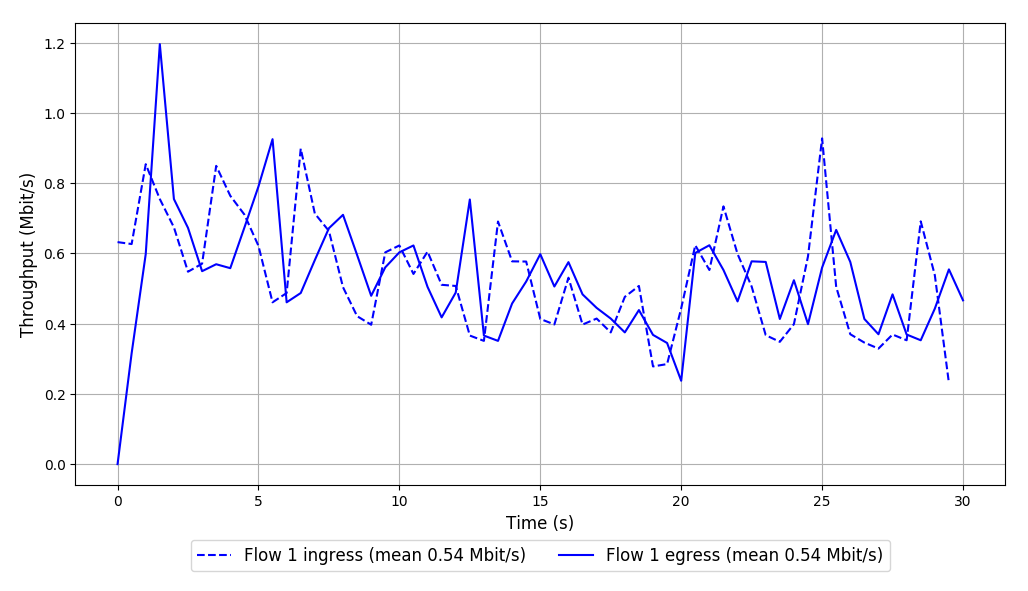 Throughput (Mbit/s)
1.2
1.0
0.8
0.6
0.4
0.2
0.0
0 5 10 15 20 25 30
Time (s)
Flow 1 ingress (mean 0.54 Mbit/s) Flow 1 egress (mean 0.54 Mbit/s)